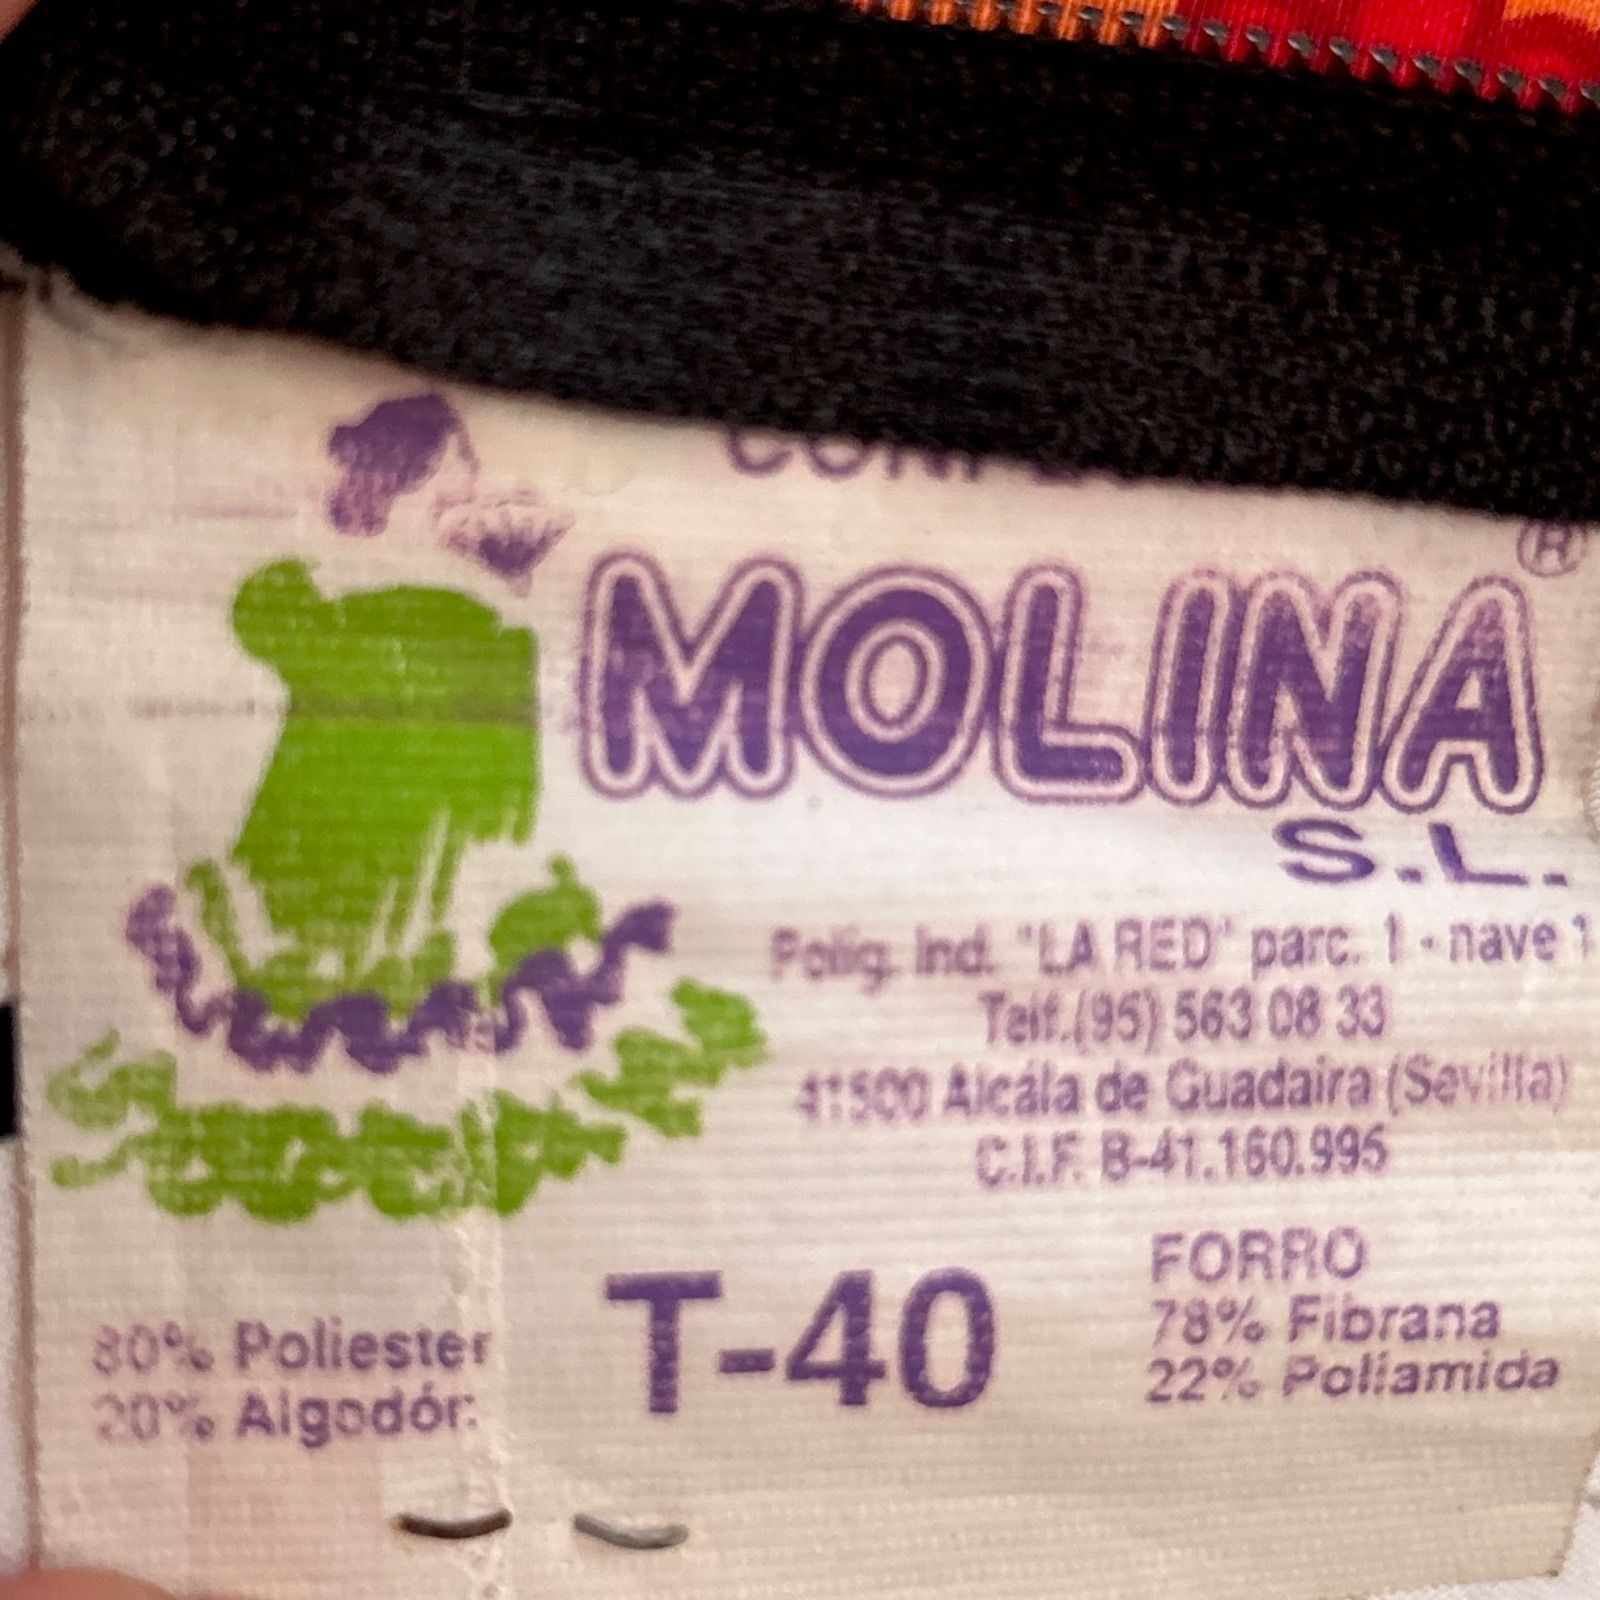 ®
MOLINA
S.L.
Polig. Ind. "LA RED" parc. 1 - nave 1
Telf.(95) 563 08 33
41500 Alcála de Guadaira (Sevilla)
C.I.F. B-41.160.995
T-40
80% Poliester
20% Algodón
FORRO
78% Fibrana
22% Poliamida